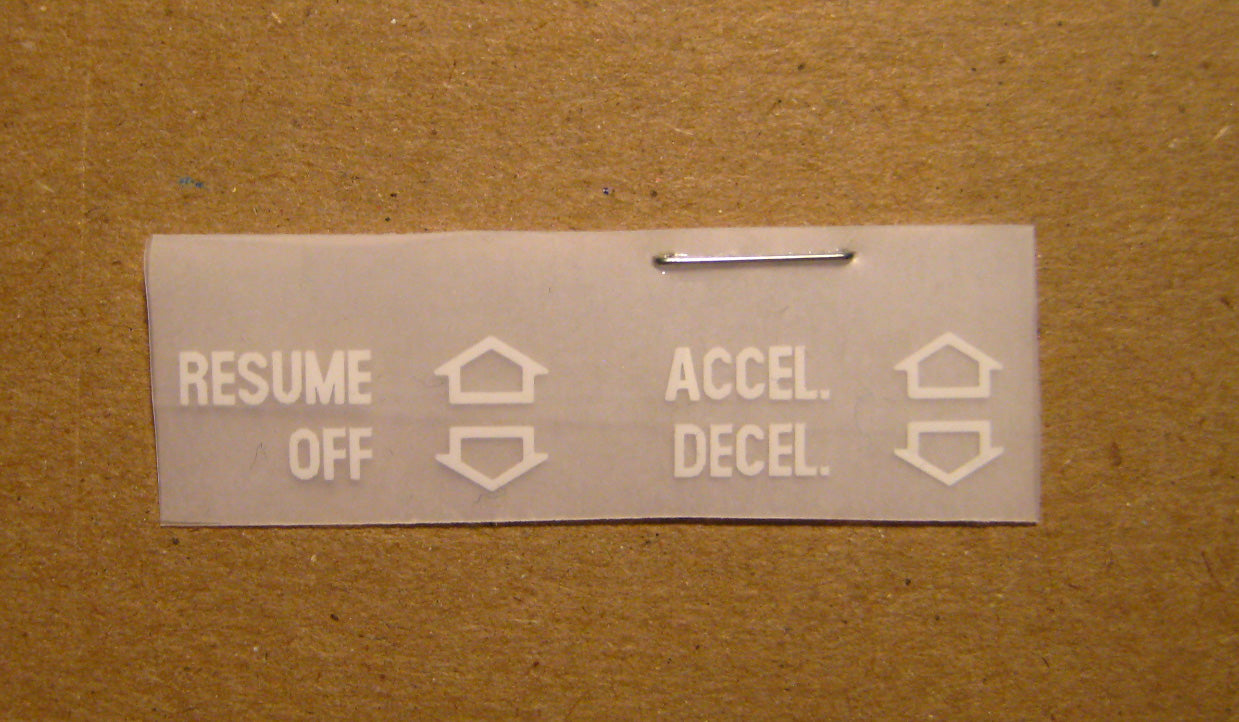 RESUME
OFF
ACCEL.
DECEL.